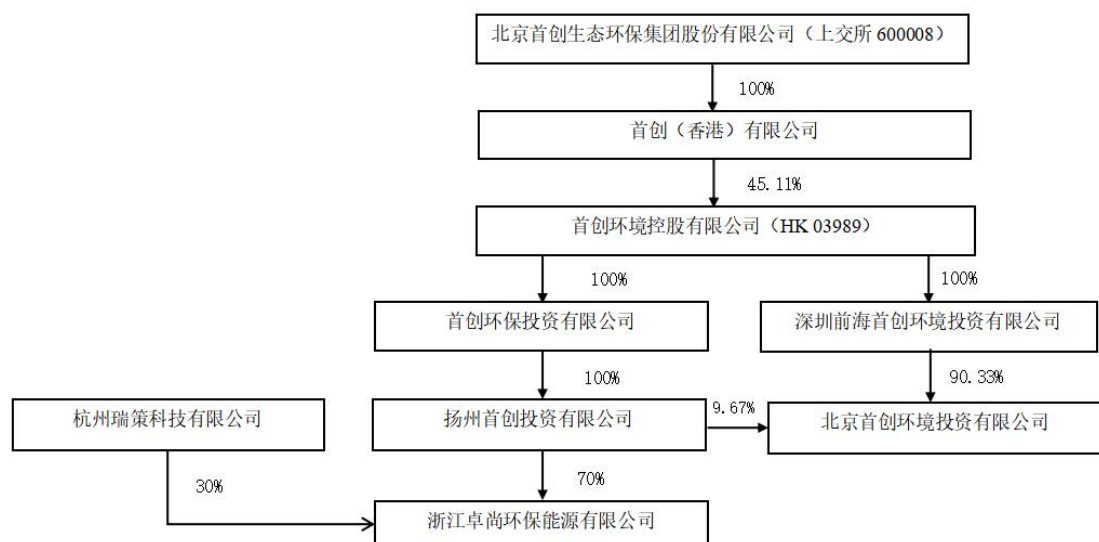 北京首创生态环保集团股份有限公司（上交所 600008）
100%
首创（香港）有限公司
45.11%
首创环境控股有限公司（HK 03989）
100%
100%
首创环保投资有限公司
深圳前海首创环境投资有限公司
100%
90.33%
杭州瑞策科技有限公司
扬州首创投资有限公司
9.67%
北京首创环境投资有限公司
30%
70%
浙江卓尚环保能源有限公司